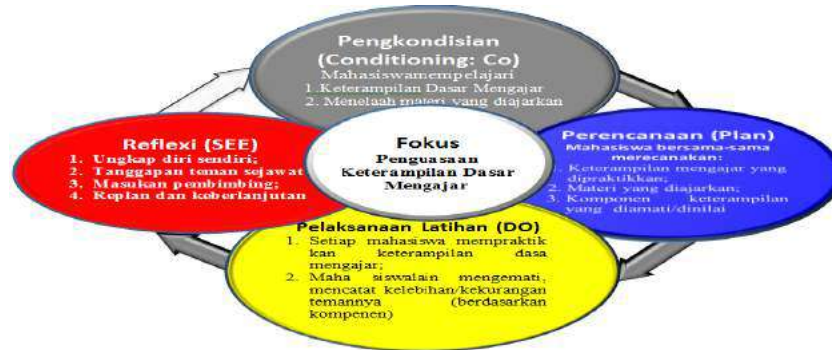 Pengkondisian
(Conditioning: Co)
Mahasiswamempelajari
1.Keterampilan Dasar Mengajar
2. Menelaah materi yang diajarkan
Reflexi (SEE)
1. Ungkap diri sendiri;
2. Tanggapan teman sejawat
3. Masukan pembimbing;
4. Replan dan keberlanjutan
Fokus
Penguasaan
Keterampilan Dasar
Mengajar
Perencanaan (Plan)
Mahasiswa bersama-sama
merecanakan:
1. Keterampilan mengajar yang
dipraktikkan;
2. Materi yang diajarkan;
3. Komponen keterampilan
yang diamati/dinilai
Pelaksanaan Latihan (DO)
1. Setiap mahasiswa mempraktik
kan keterampilan dasa
mengajar;
2. Maha siswalain mengemati,
mencatat kelebihan/kekurangan
temannya (berdasarkan
kompenen)